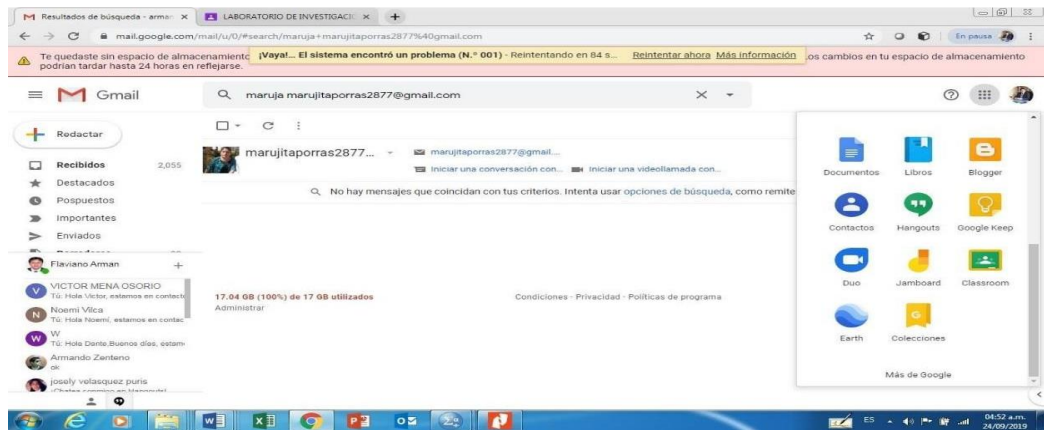 Resultados de búsqueda - arman
LABORATORIO DE INVESTIGACIÓ
mail.google.com/mail/u/0/#search/maruja+marujitaporras2877%40gmail.com
En pausa
Te quedaste sin espacio de almacenamiento
¡Vaya!... El sistema encontró un problema (N.º 001) - Reintentando en 84 s... Reintentar ahora Más información
os cambios en tu espacio de almacenamiento
podrían tardar hasta 24 horas en reflejarse.
Gmail
maruja marujitaporras2877@gmail.com
Redactar
Recibidos 2,055
Destacados
Pospuestos
Importantes
Enviados
Flaviano Arman
VICTOR MENA OSORIO
Tú: Hola Victor, estamos en contacto
Noemi Vilca
Tú: Hola Noemí, estamos en contac
W
Tú: Hola Dante,Buenos días, estam
Armando Zenteno
ok
josely velasquez puris
marujitaporras2877...
marujitaporras2877@gmail....
Iniciar una conversación con...
Iniciar una videollamada con...
No hay mensajes que coincidan con tus criterios. Intenta usar opciones de búsqueda, como remite
17.04 GB (100%) de 17 GB utilizados
Administrar
Condiciones - Privacidad - Políticas de programa
Documentos
Libros
Blogger
Contactos
Hangouts
Google Keep
Duo
Jamboard
Classroom
Earth
Colecciones
Más de Google
ES
04:52 a.m.
24/09/2019